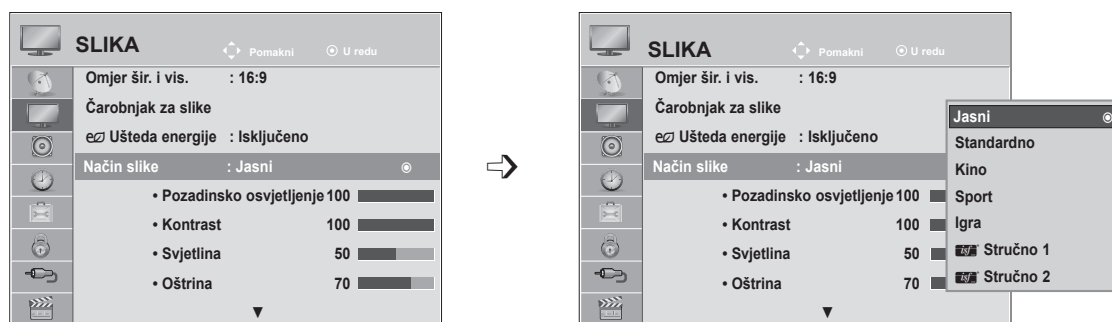 SLIKA
Pomakni
U redu
Omjer šir. i vis. : 16:9
Čarobnjak za slike
Ušteda energije : Isključeno
Način slike : Jasni
• Pozadinsko osvjetljenje 100
• Kontrast 100
• Svjetlina 50
• Oštrina 70
SLIKA
Pomakni
U redu
Omjer šir. i vis. : 16:9
Čarobnjak za slike
Ušteda energije : Isključeno
Način slike : Jasni
• Pozadinsko osvjetljenje 100
• Kontrast 100
• Svjetlina 50
• Oštrina 70
Jasni
Standardno
Kino
Sport
Igra
isf Stručno 1
isf Stručno 2